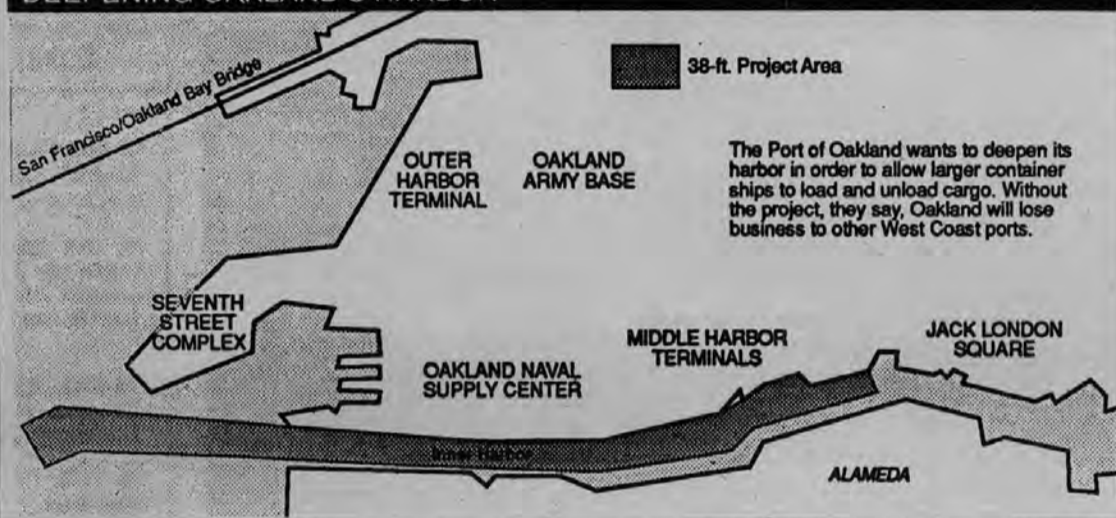 DEEPENING OAKLAND'S HARBOR
San Francisco/Oakland Bay Bridge
38-ft. Project Area
OUTER
HARBOR
TERMINAL
OAKLAND
ARMY BASE
The Port of Oakland wants to deepen its
harbor in order to allow larger container
ships to load and unload cargo. Without
the project, they say, Oakland will lose
business to other West Coast ports.
SEVENTH
STREET
COMPLEX
OAKLAND NAVAL
SUPPLY CENTER
MIDDLE HARBOR
TERMINALS
JACK LONDON
SQUARE
Inner Harbor
ALAMEDA